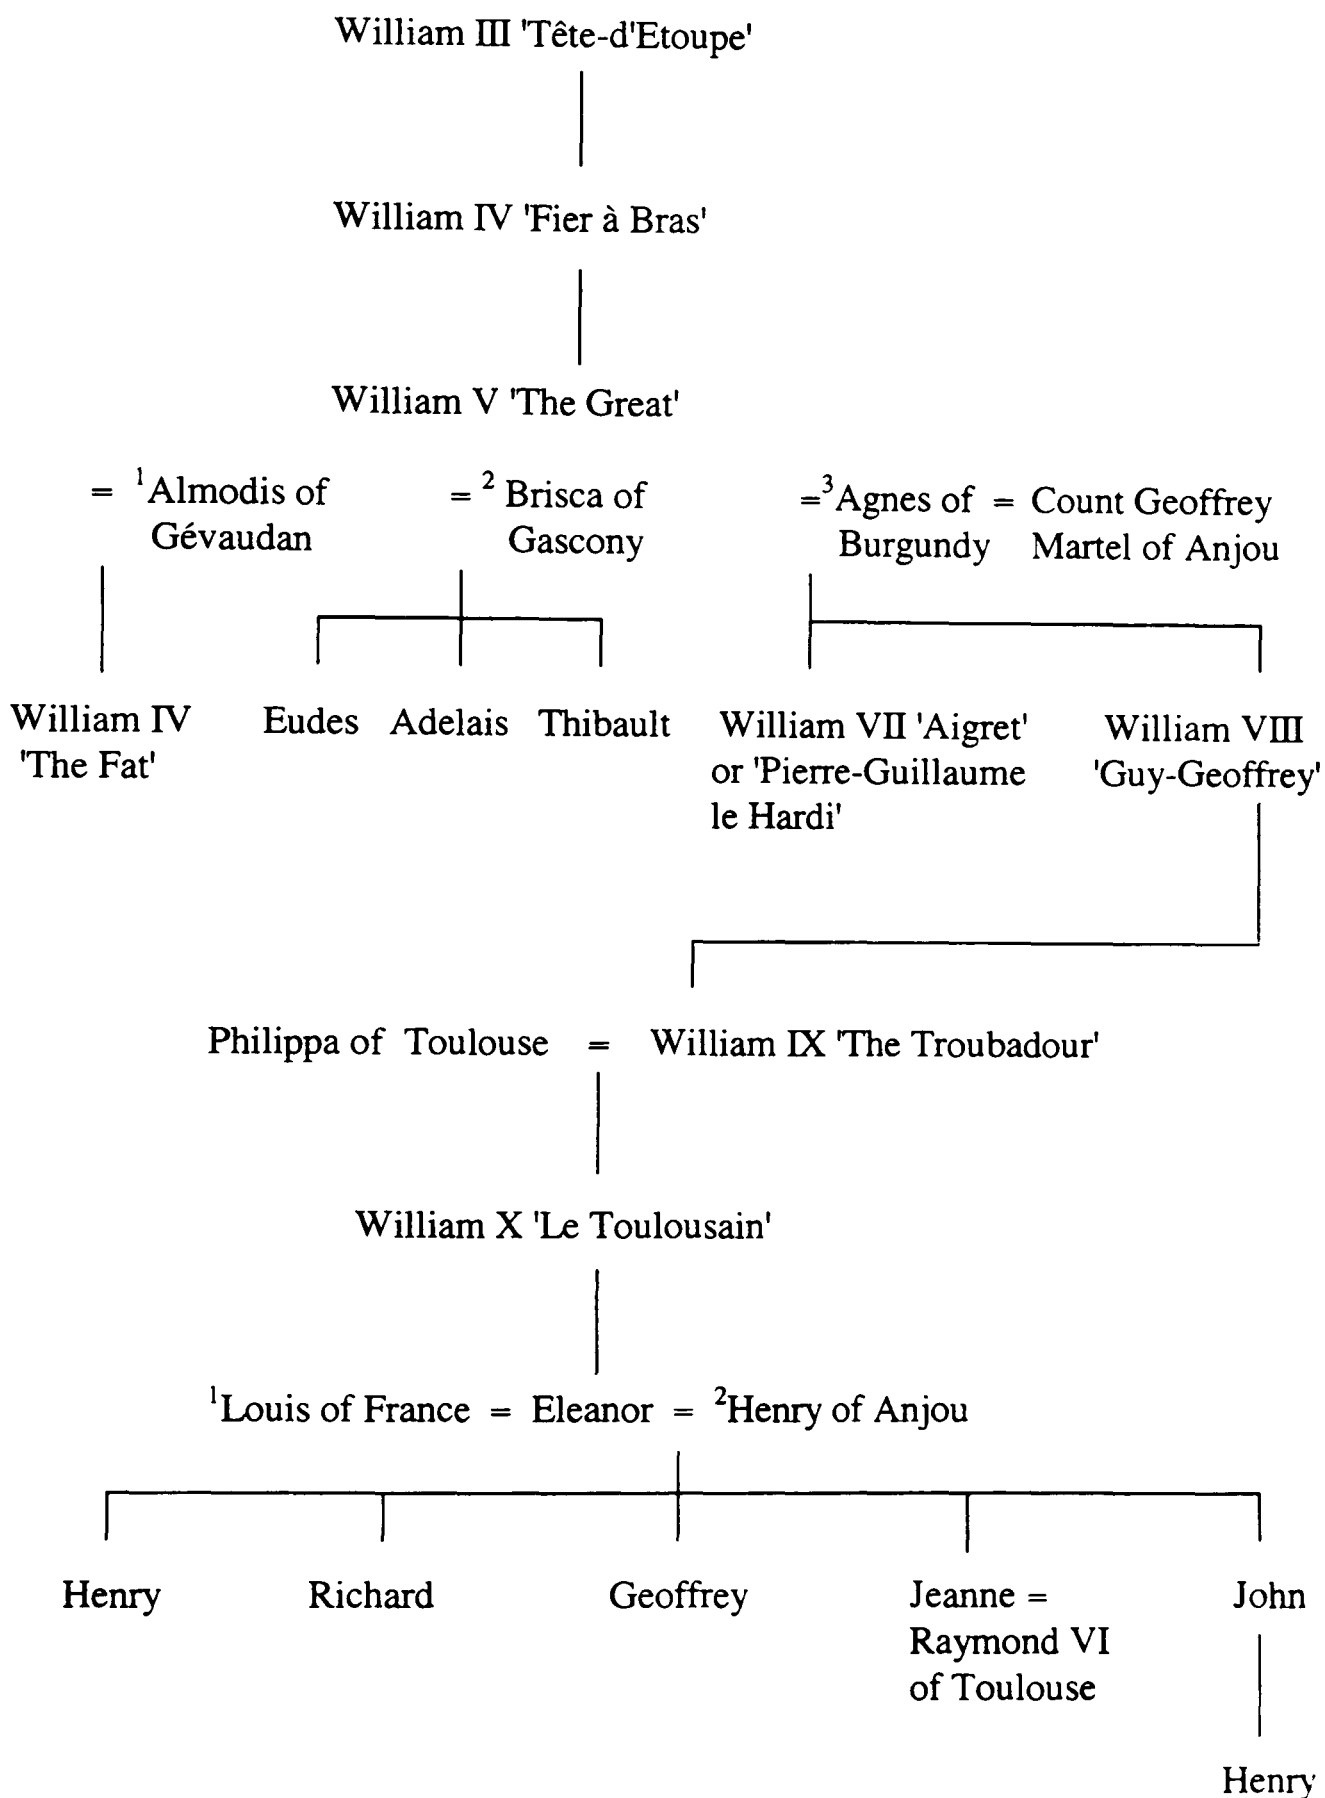 William III 'Tête-d'Etoupe'
William IV 'Fier à Bras'
William V 'The Great'
= ¹Almodis of
Gévaudan
= ² Brisca of
Gascony
=³Agnes of = Count Geoffrey
Burgundy Martel of Anjou
William IV
'The Fat'
Eudes Adelais Thibault
William VII 'Aigret'
or 'Pierre-Guillaume
le Hardi'
William VIII
'Guy-Geoffrey'
Philippa of Toulouse = William IX 'The Troubadour'
William X 'Le Toulousain'
¹Louis of France = Eleanor = ²Henry of Anjou
Henry Richard Geoffrey
Jeanne =
Raymond VI
of Toulouse
John
Henry